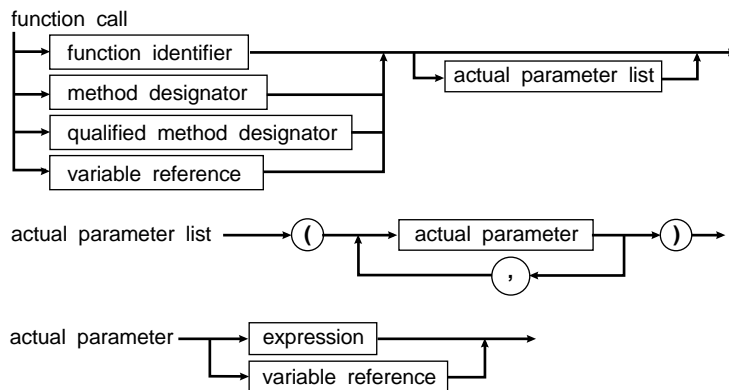 function call
function identifier
actual parameter list
method designator
qualified method designator
variable reference
actual parameter list ( actual parameter )
,
actual parameter expression
variable reference